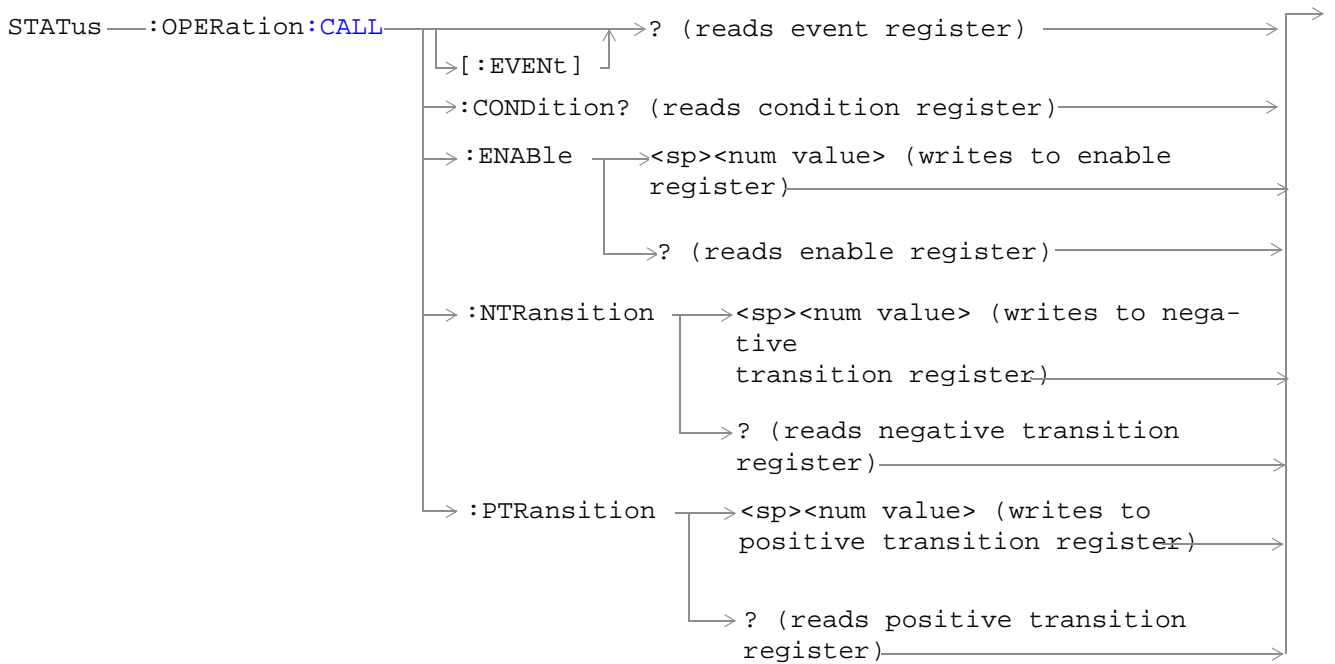 STATus :OPERation:CALL ? (reads event register)
[:EVENt]
:CONDition? (reads condition register)
:ENABle <sp><num value> (writes to enable
register)
? (reads enable register)
:NTRansition <sp><num value> (writes to nega-
tive
transition register)
? (reads negative transition
register)
:PTRansition <sp><num value> (writes to
positive transition register)
? (reads positive transition
register)